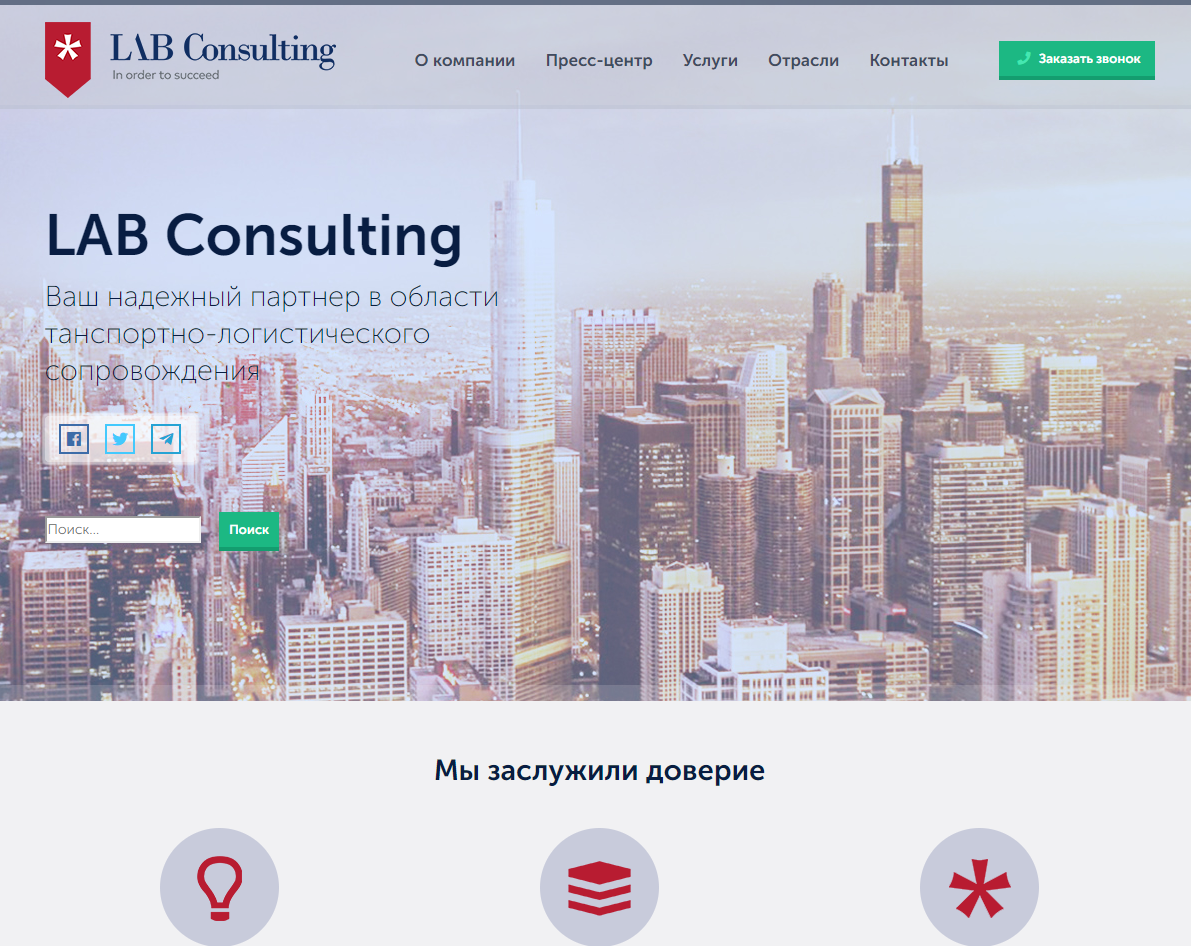 LAB Consulting
In order to succeed
О компании Пресс-центр Услуги Отрасли Контакты
Заказать звонок
LAB Consulting
Ваш надежный партнер в области
танспортно-логистического
сопровождения
Поиск... Поиск
Мы заслужили доверие